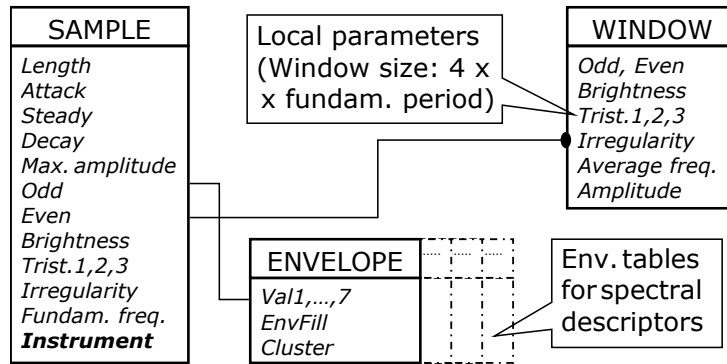 SAMPLE
Length
Attack
Steady
Decay
Max. amplitude
Odd
Even
Brightness
Trist.1,2,3
Irregularity
Fundam. freq.
Instrument
Local parameters
(Window size: 4 x
x fundam. period)
WINDOW
Odd, Even
Brightness
Trist.1,2,3
Irregularity
Average freq.
Amplitude
ENVELOPE
Val1,...,7
EnvFill
Cluster
..... ..... .....
Env. tables
for spectral
descriptors